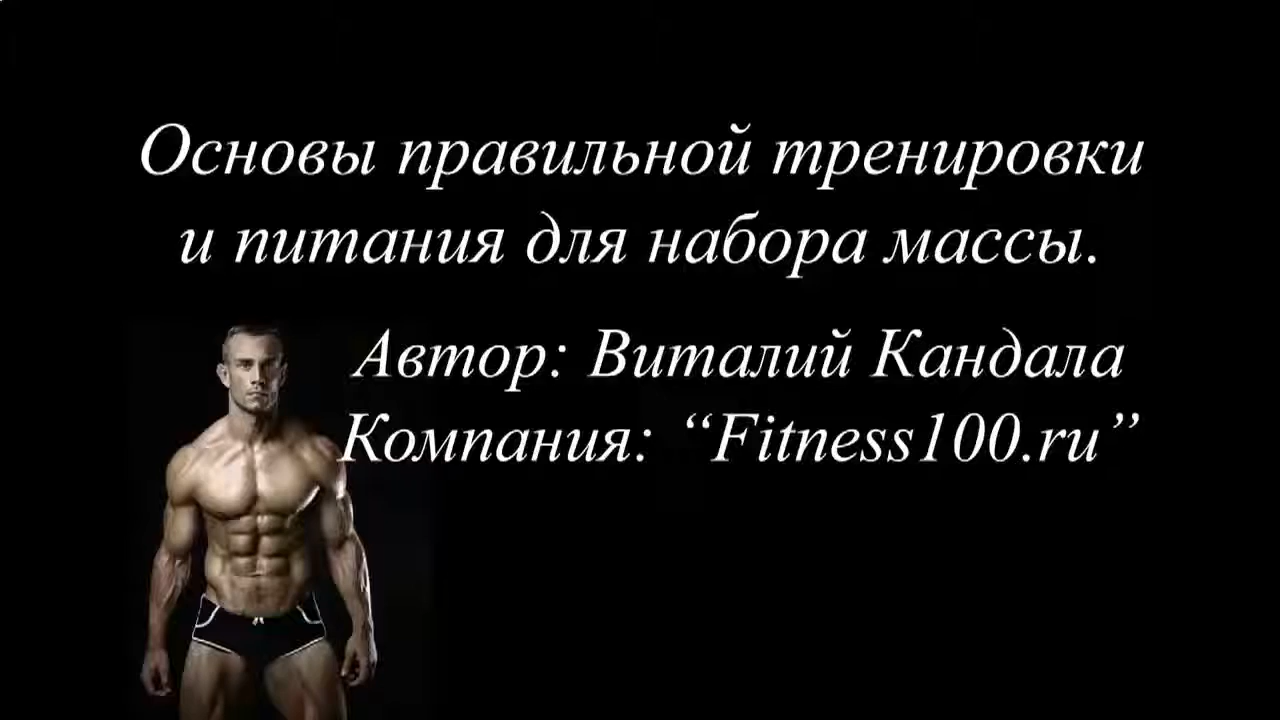 Основы правильной тренировки
и питания для набора массы.
Автор: Виталий Кандала
Компания: “Fitness100.ru”